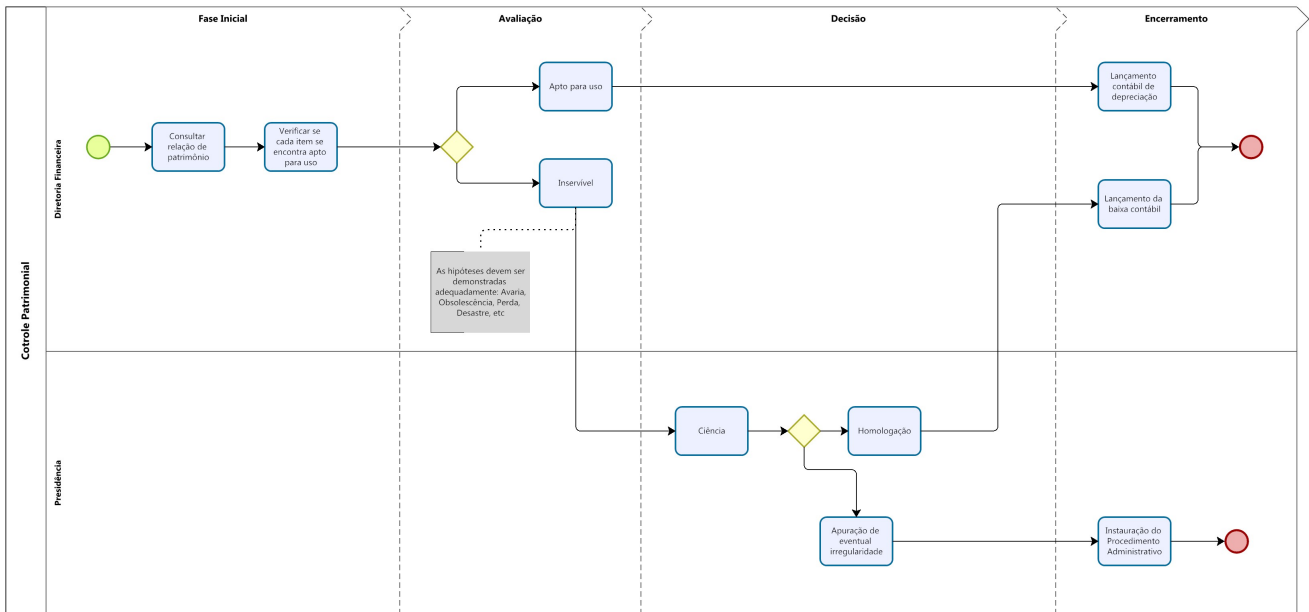 Fase Inicial
Avaliação
Decisão
Encerramento
Cotrole Patrimonial
Diretoria Financeira
Consultar
relação de
patrimônio
Verificar se
cada item se
encontra apto
para uso
Apto para uso
Inservível
As hipóteses devem ser
demonstradas
adequadamente: Avaria,
Obsolescência, Perda,
Desastre, etc
Lançamento
contábil de
depreciação
Lançamento da
baixa contábil
Presidência
Ciência
Homologação
Apuração de
eventual
irregularidade
Instauração do
Procedimento
Administrativo